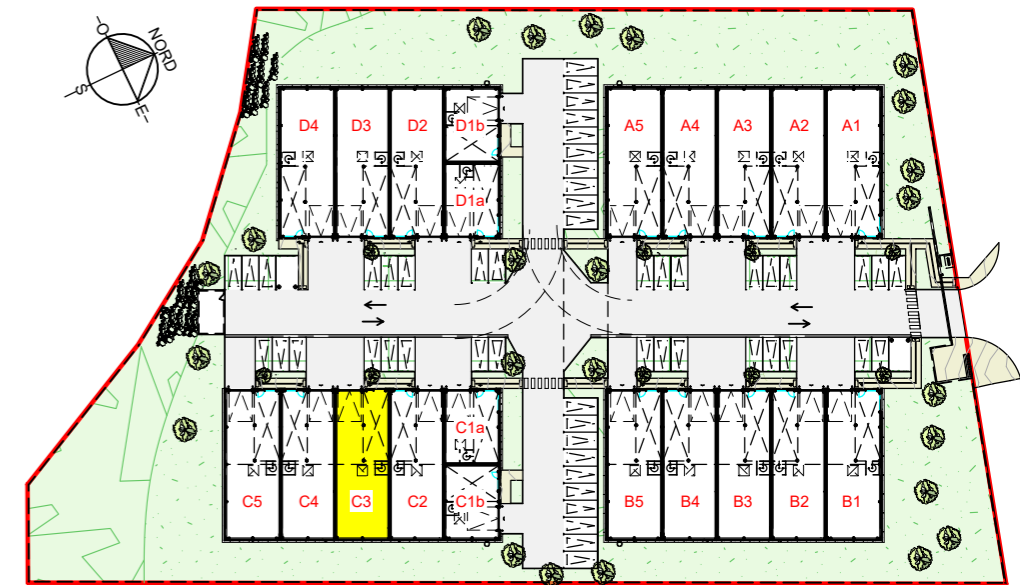 O
NORD
S
E
D4 D3 D2 D1b
A5 A4 A3 A2 A1
D1a
C1a
C5 C4 C3 C2 C1b
B5 B4 B3 B2 B1